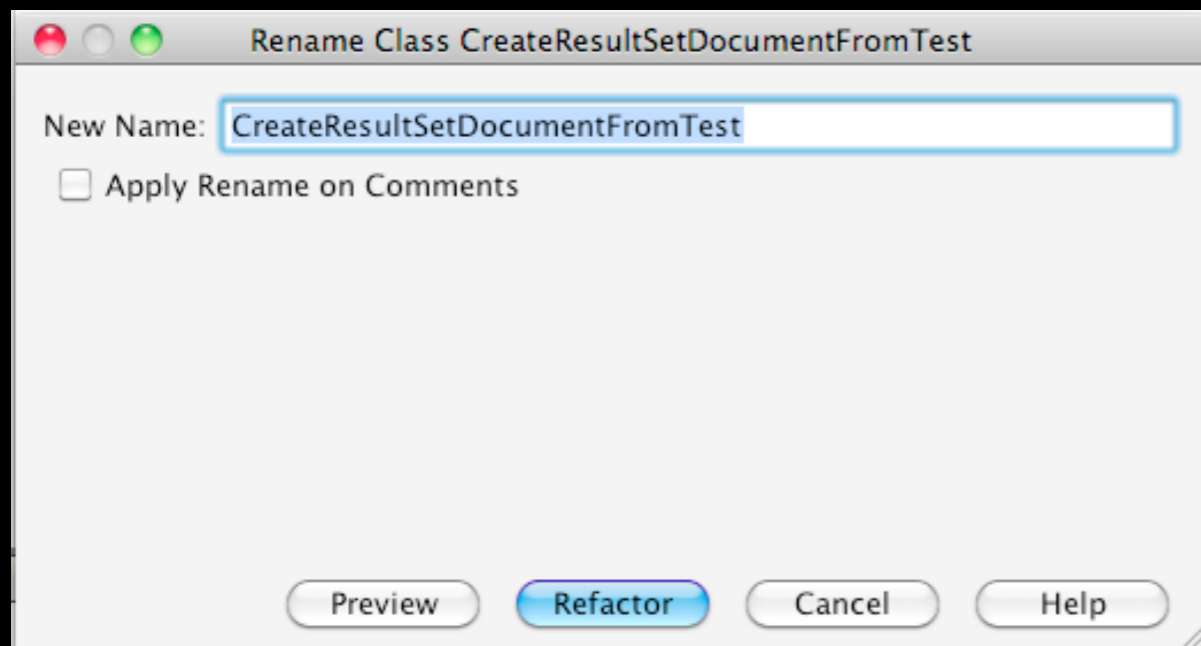 Rename Class CreateResultSetDocumentFromTest
New Name: CreateResultSetDocumentFromTest
Apply Rename on Comments
Preview Refactor Cancel Help